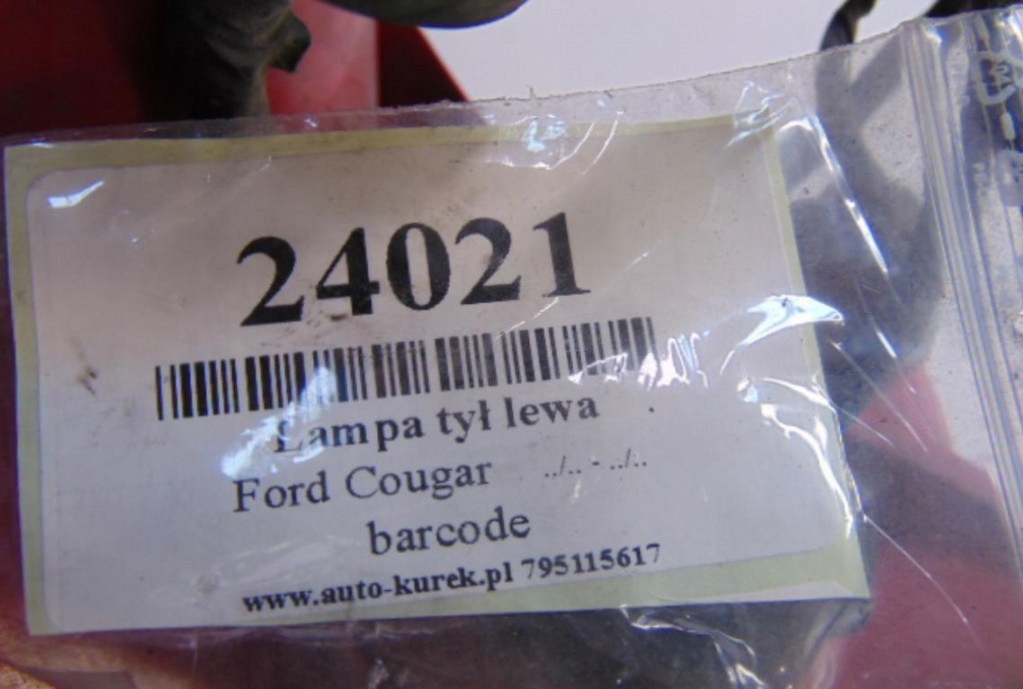 24021
Lampa tył lewa .
Ford Cougar ../.. - ../..
barcode
www.auto-kurek.pl 795115617